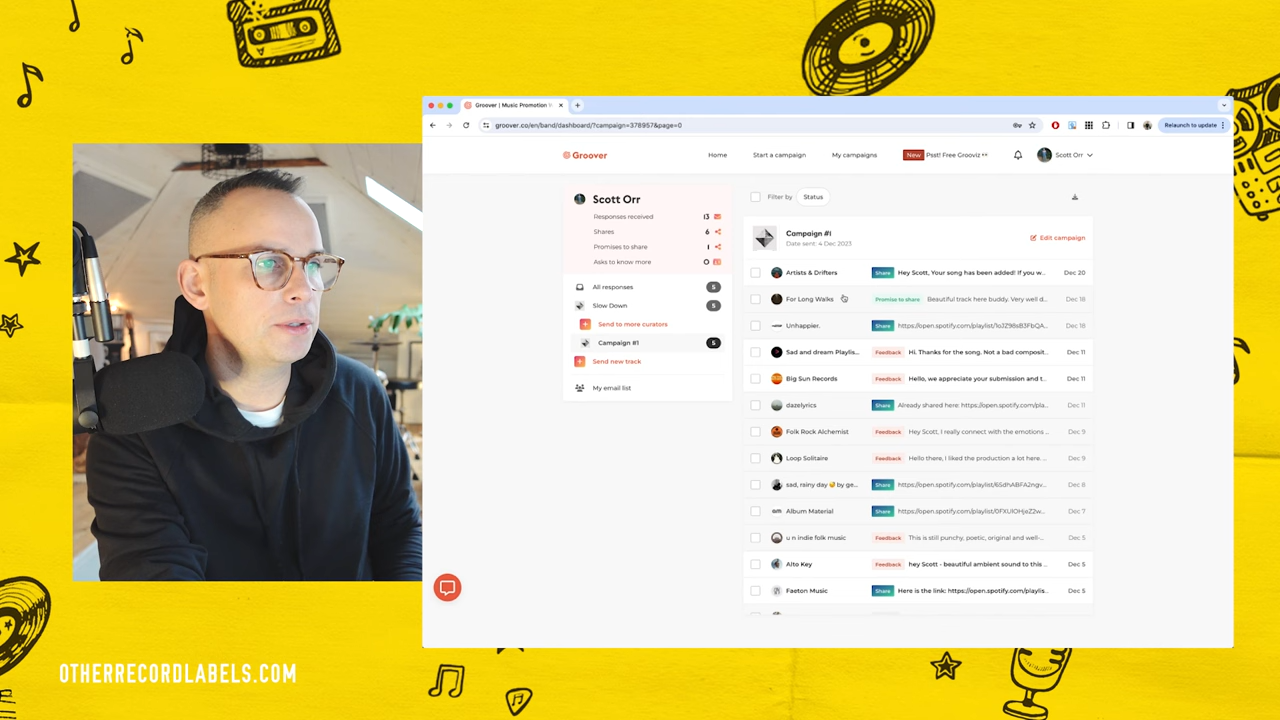 Groover | Music Promotion W
groover.co/en/band/dashboard/?campaign=378957&page=0
Relaunch to update
Groover
Home
Start a campaign
My campaigns
New
Psst! Free Grooviz
Scott Orr
Scott Orr
Responses received 13
Shares 6
Promises to share 1
Asks to know more 0
All responses 5
Slow Down 5
Send to more curators
Campaign #1 5
Send new track
My email list
Filter by Status
Campaign #1
Date sent: 4 Dec 2023
Edit campaign
Artists & Drifters Share Hey Scott, Your song has been added! If you w... Dec 20
For Long Walks Promise to share Beautiful track here buddy. Very well d... Dec 18
Unhappier. Share https://open.spotify.com/playlist/1oJZ98sB3FbQA... Dec 18
Sad and dream Playlis... Feedback Hi. Thanks for the song. Not a bad composit... Dec 11
Big Sun Records Feedback Hello, we appreciate your submission and t... Dec 11
dazelyrics Share Already shared here: https://open.spotify.com/pla... Dec 11
Folk Rock Alchemist Feedback Hey Scott, I really connect with the emotions ... Dec 9
Loop Solitaire Feedback Hello there, I liked the production a lot here. ... Dec 9
sad, rainy day 🥲 by ge... Share https://open.spotify.com/playlist/6SdhABFA2ngv... Dec 8
Album Material Share https://open.spotify.com/playlist/0FXUIOHjeZ2w... Dec 7
u n indie folk music Feedback This is still punchy, poetic, original and well-... Dec 5
Alto Key Feedback hey Scott - beautiful ambient sound to this ... Dec 5
Faeton Music Share Here is the link: https://open.spotify.com/playlis... Dec 5
OTHERRECORDLABELS.COM